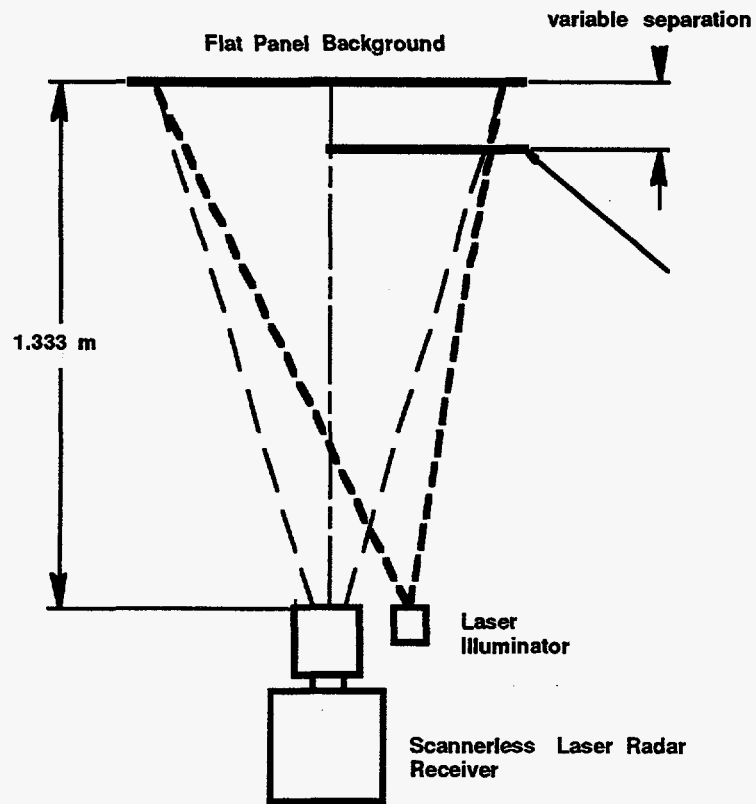 variable separation
Flat Panel Background
1.333 m
Laser
Illuminator
Scannerless Laser Radar
Receiver